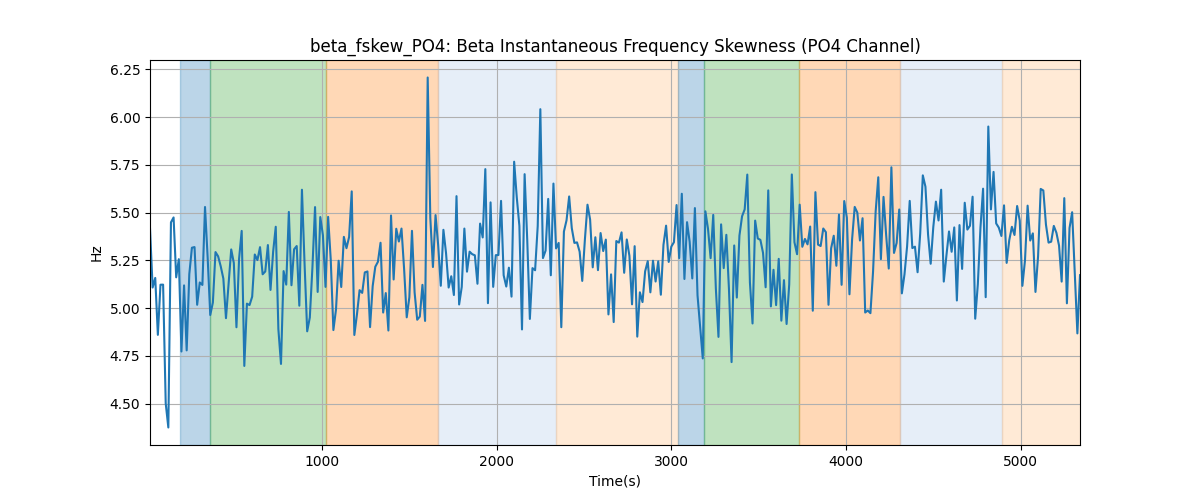 beta_fskew_PO4: Beta Instantaneous Frequency Skewness (PO4 Channel)
6.25
6.00
5.75
5.50
5.25
5.00
4.75
4.50
Hz
1000 2000 3000 4000 5000
Time(s)